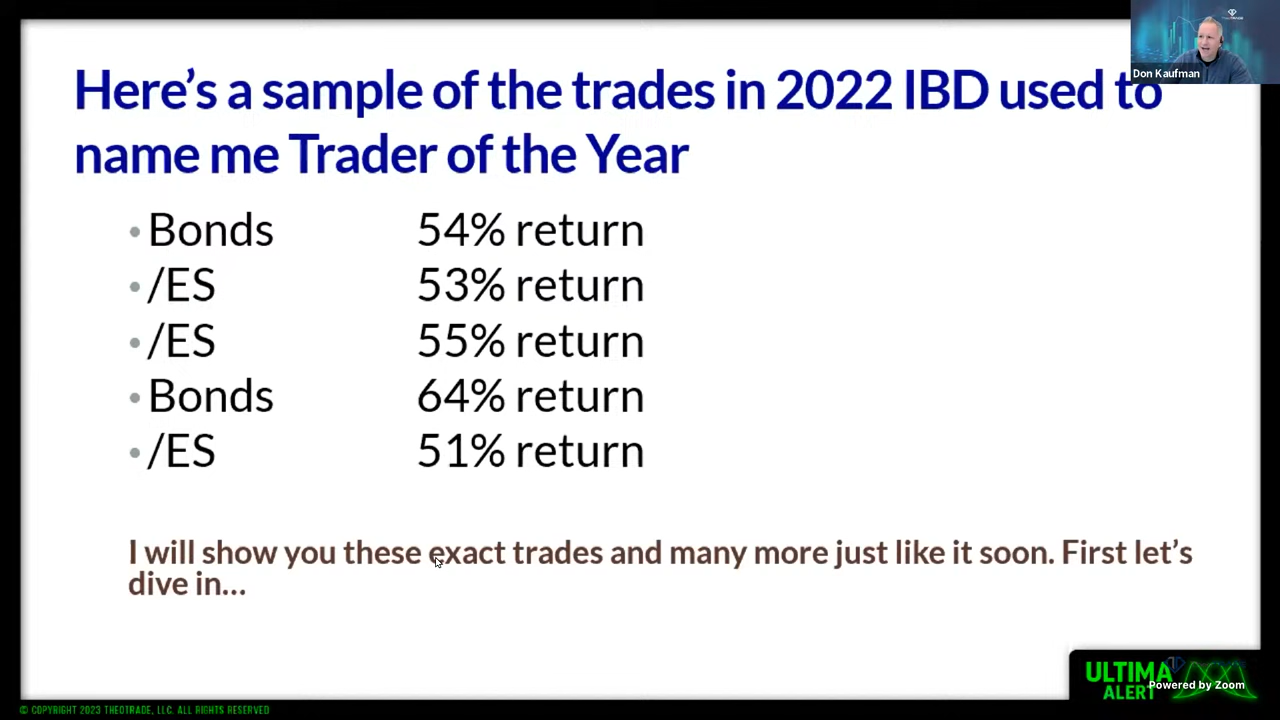 Don Kaufman
Here's a sample of the trades in 2022 IBD used to
name me Trader of the Year
• Bonds 54% return
• /ES 53% return
• /ES 55% return
• Bonds 64% return
• /ES 51% return
I will show you these exact trades and many more just like it soon. First let's
dive in...
ULTIMA
ALERT
Powered by Zoom
© COPYRIGHT 2023 THEOTRADE, LLC. ALL RIGHTS RESERVED